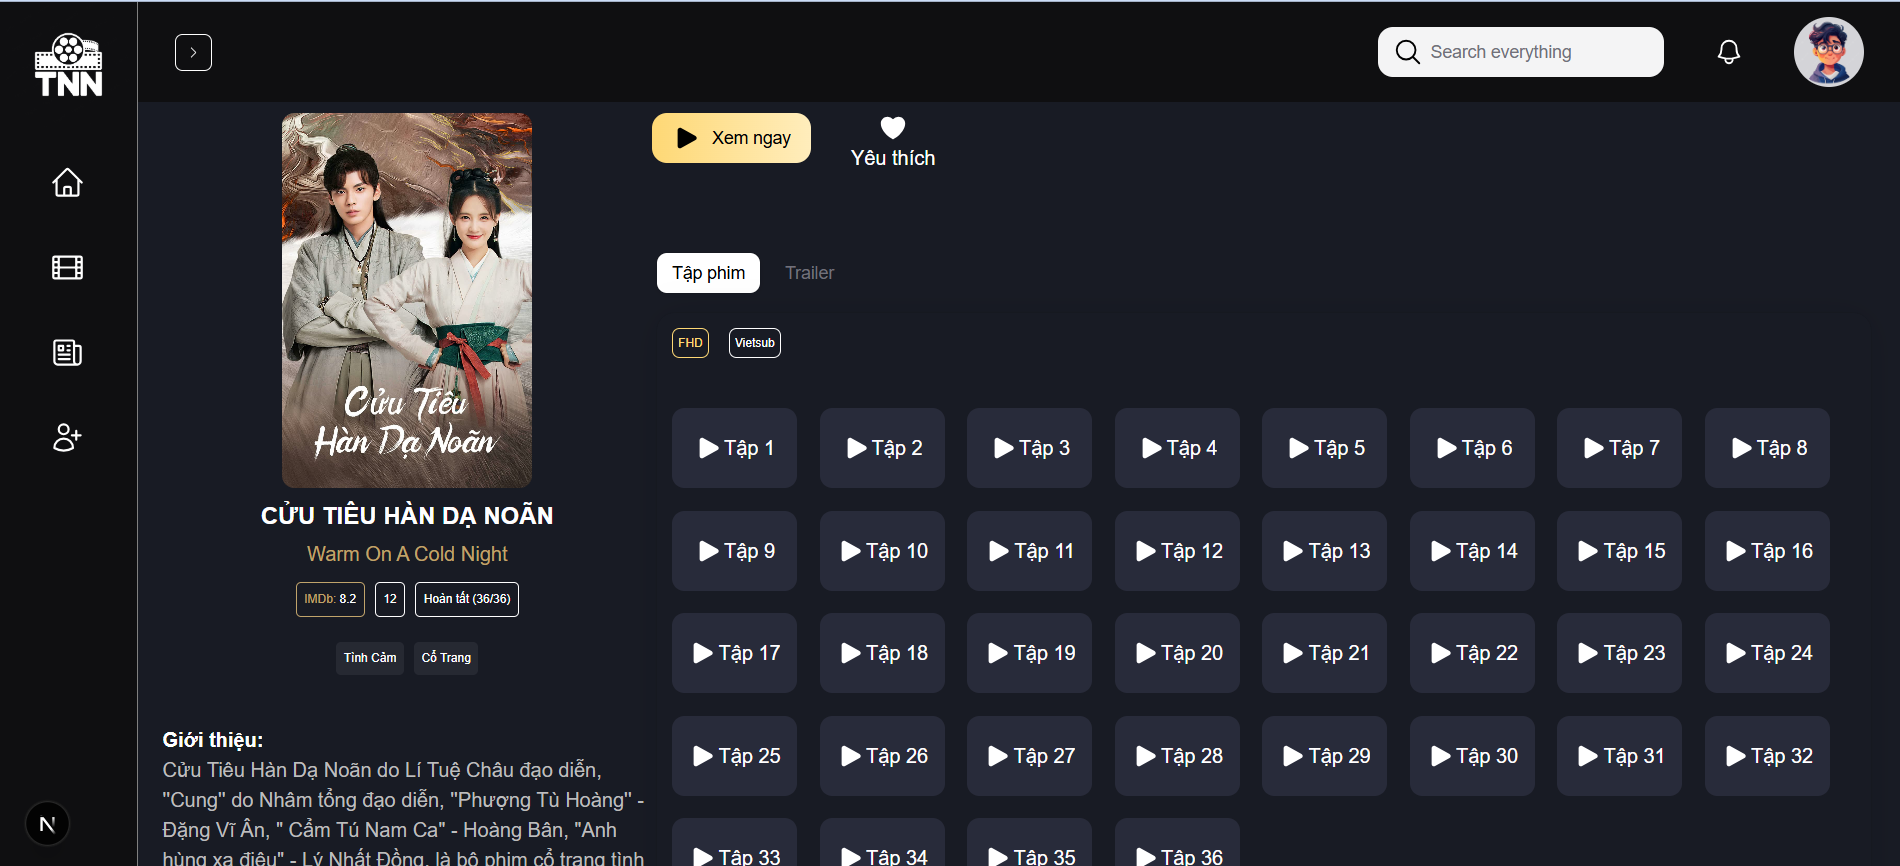 TNN
Search everything
Xem ngay
Yêu thích
Cửu Tiêu
Hàn Dạ Noãn
CỬU TIÊU HÀN DẠ NOÃN
Warm On A Cold Night
IMDb: 8.2
12
Hoàn tất (36/36)
Tình Cảm
Cổ Trang
Giới thiệu:
Cửu Tiêu Hàn Dạ Noãn do Lí Tuệ Châu đạo diễn,
"Cung" do Nhâm tổng đạo diễn, "Phượng Tù Hoàng" -
Đặng Vĩ Ân, " Cẩm Tú Nam Ca" - Hoàng Bân, "Anh
hùng xạ điêu" - Lý Nhất Đồng, là bộ phim cổ trang tình
N
Tập phim
Trailer
FHD
Vietsub
Tập 1
Tập 2
Tập 3
Tập 4
Tập 5
Tập 6
Tập 7
Tập 8
Tập 9
Tập 10
Tập 11
Tập 12
Tập 13
Tập 14
Tập 15
Tập 16
Tập 17
Tập 18
Tập 19
Tập 20
Tập 21
Tập 22
Tập 23
Tập 24
Tập 25
Tập 26
Tập 27
Tập 28
Tập 29
Tập 30
Tập 31
Tập 32
Tập 33
Tập 34
Tập 35
Tập 36